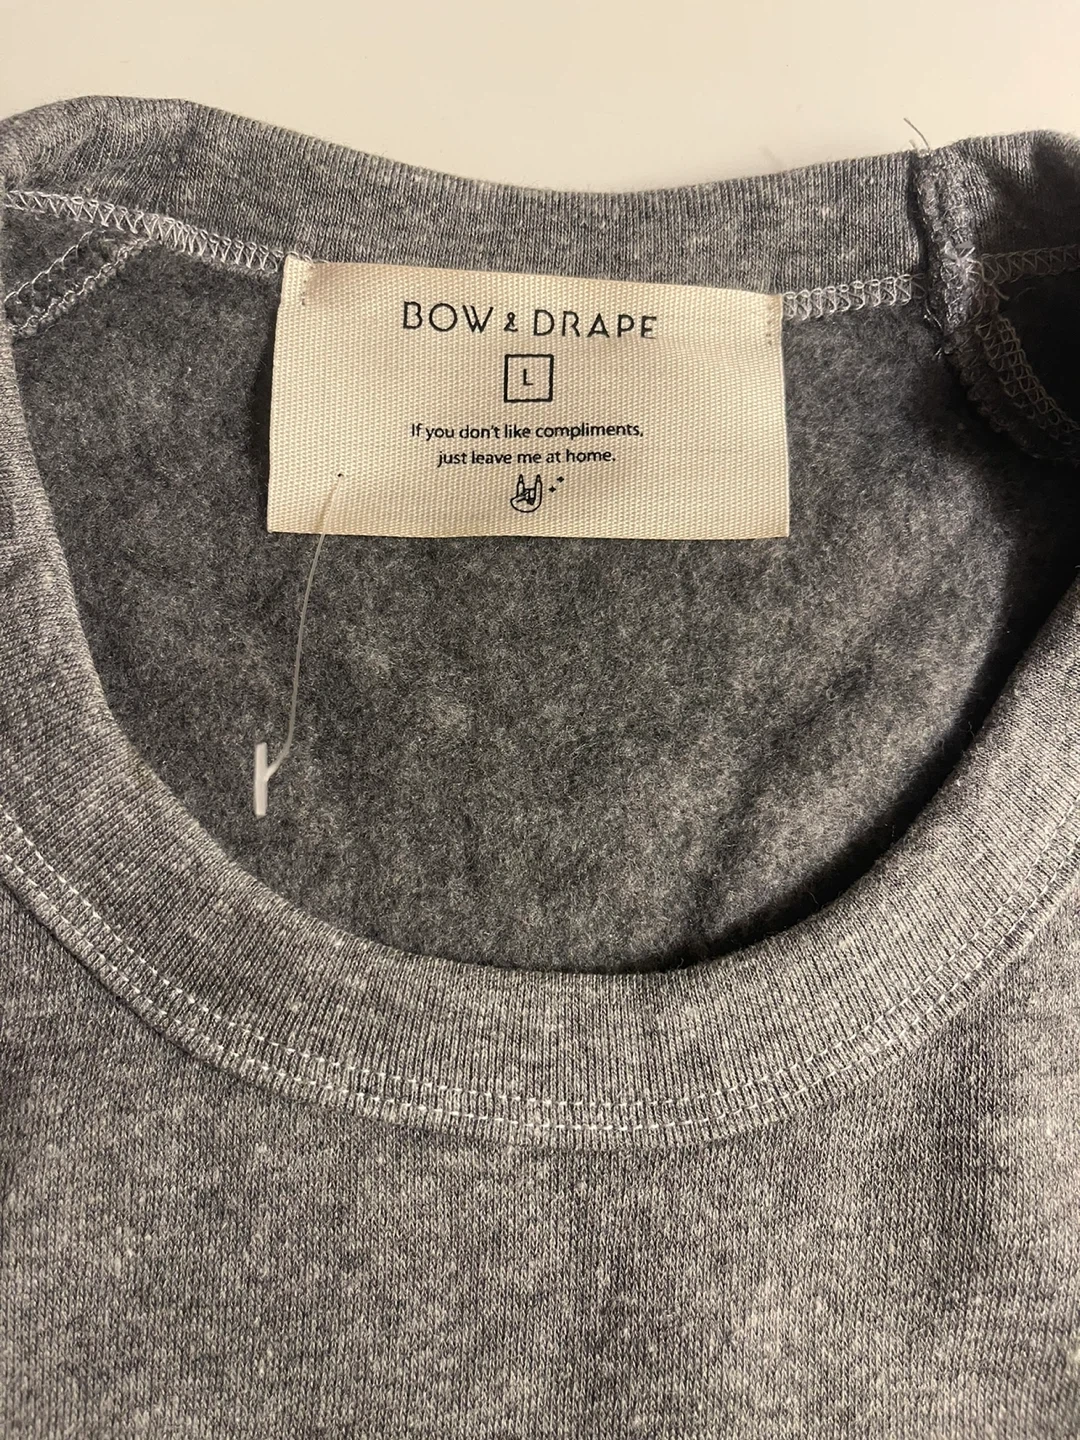 BOW & DRAPE
L
If you don't like compliments,
just leave me at home.